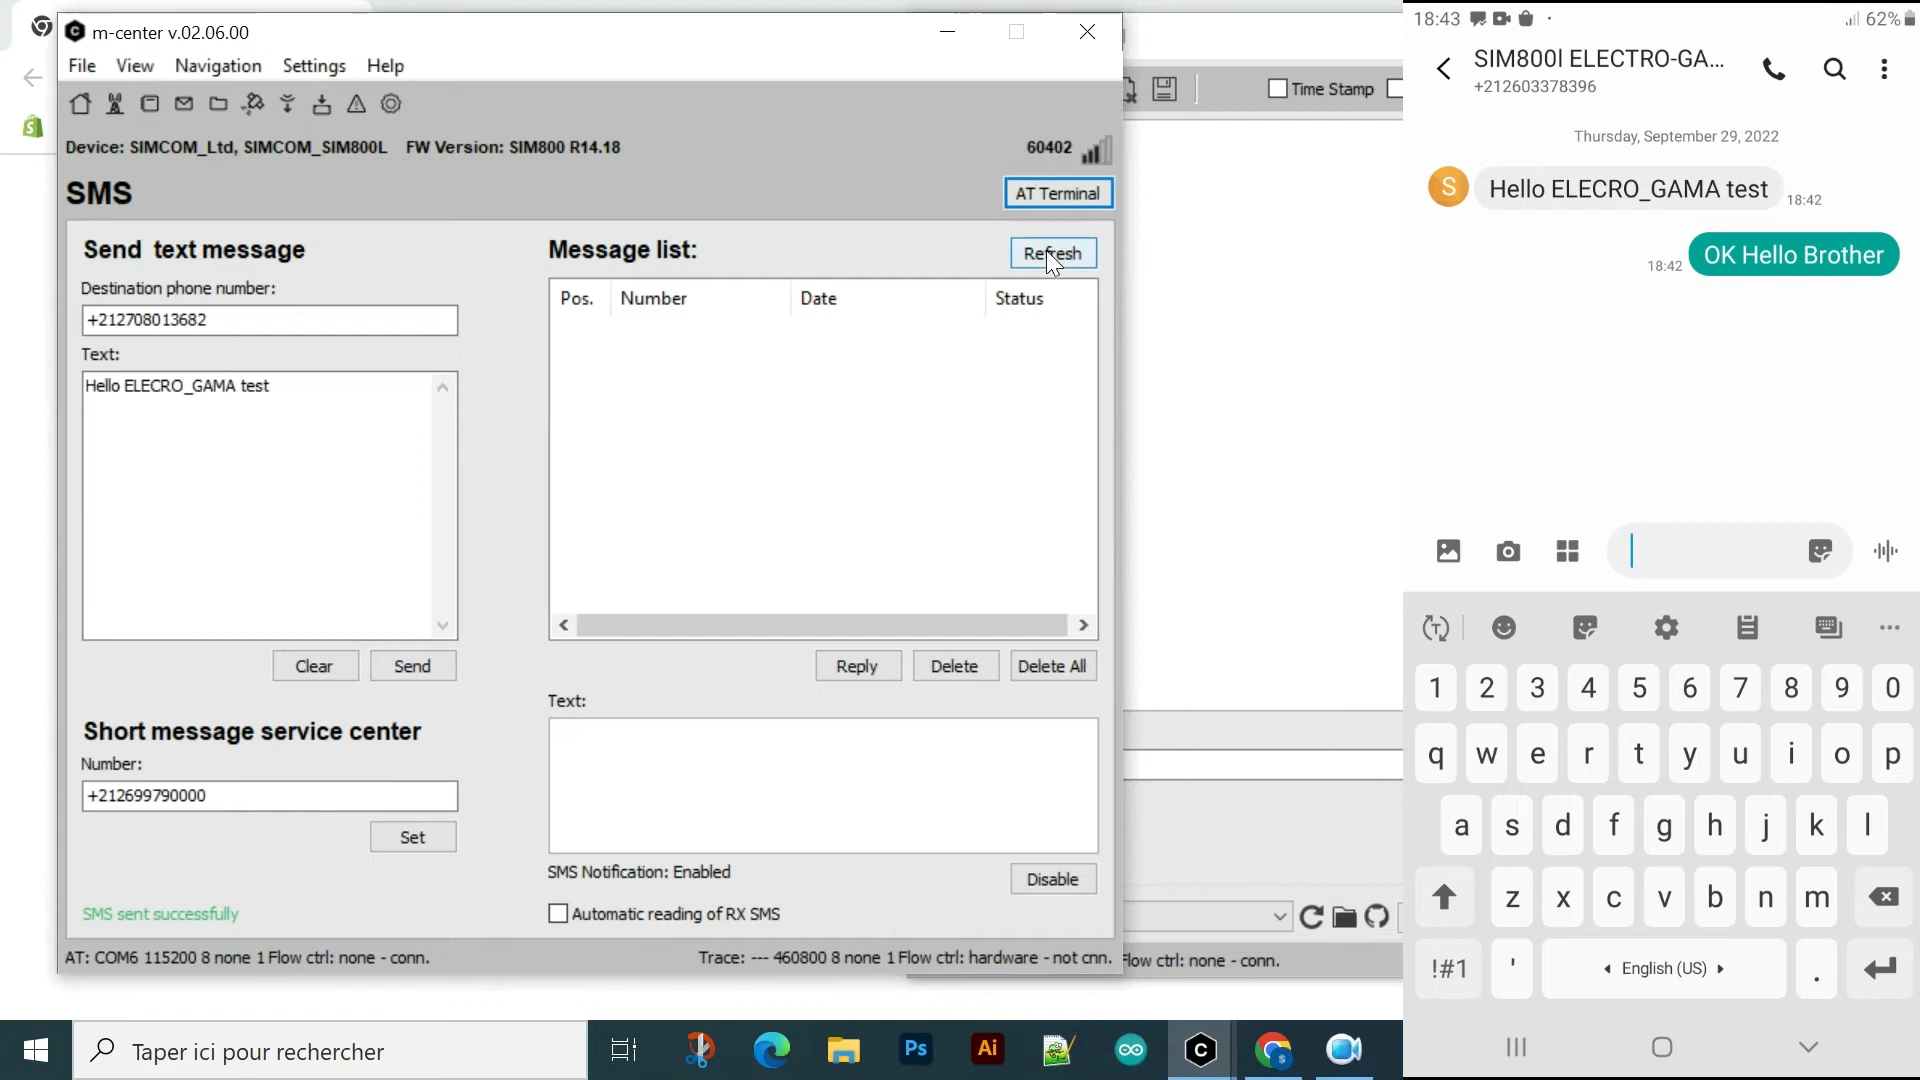 m-center v.02.06.00
File View Navigation Settings Help
Device: SIMCOM_Ltd, SIMCOM_SIM800L FW Version: SIM800 R14.18
60402
SMS
AT Terminal
Send text message
Destination phone number:
+212708013682
Text:
Hello ELECRO_GAMA test
Clear
Send
Short message service center
Number:
+212699790000
Set
SMS sent successfully
Message list:
Refresh
Pos. Number Date Status
Reply
Delete
Delete All
Text:
SMS Notification: Enabled
Disable
Automatic reading of RX SMS
AT: COM6 115200 8 none 1 Flow ctrl: none - conn.
Trace: --- 460800 8 none 1 Flow ctrl: hardware - not cnn.
Time Stamp
Flow ctrl: none - conn.
Taper ici pour rechercher
Ps
Ai
18:43
62%
SIM800l ELECTRO-GA...
+212603378396
Thursday, September 29, 2022
S
Hello ELECRO_GAMA test
18:42
18:42
OK Hello Brother
1 2 3 4 5 6 7 8 9 0
q w e r t y u i o p
a s d f g h j k l
z x c v b n m
!#1 ' English (US) .